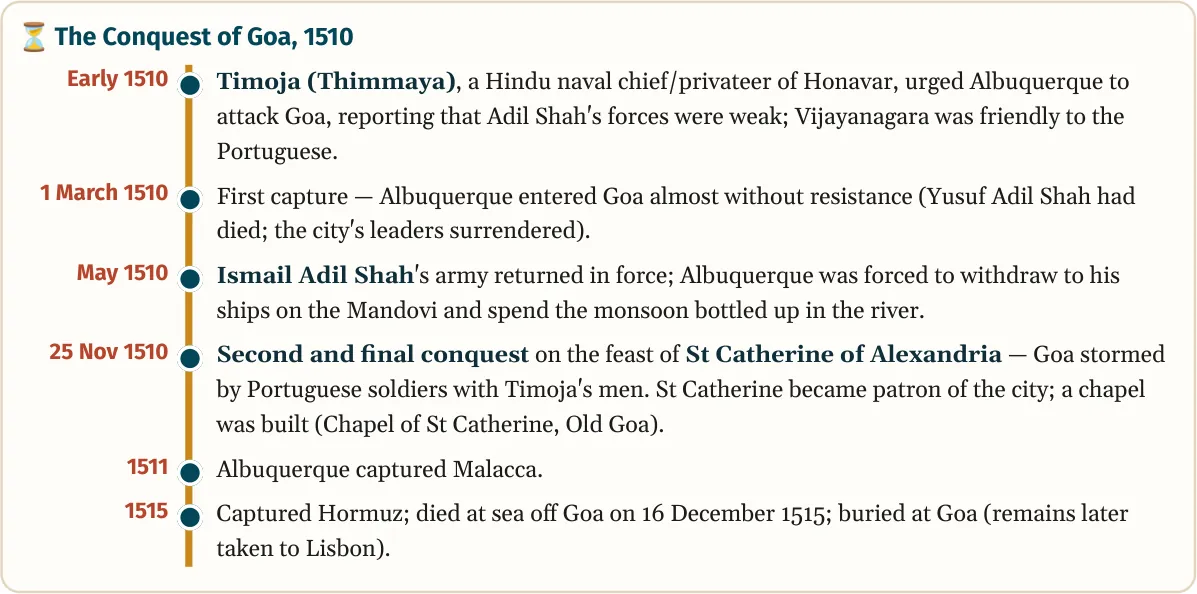 ⏳ The Conquest of Goa, 1510
Early 1510
Timoja (Thimmaya), a Hindu naval chief/privateer of Honavar, urged Albuquerque to
attack Goa, reporting that Adil Shah's forces were weak; Vijayanagara was friendly to the
Portuguese.
1 March 1510
First capture — Albuquerque entered Goa almost without resistance (Yusuf Adil Shah had
died; the city's leaders surrendered).
May 1510
Ismail Adil Shah's army returned in force; Albuquerque was forced to withdraw to his
ships on the Mandovi and spend the monsoon bottled up in the river.
25 Nov 1510
Second and final conquest on the feast of St Catherine of Alexandria — Goa stormed
by Portuguese soldiers with Timoja's men. St Catherine became patron of the city; a chapel
was built (Chapel of St Catherine, Old Goa).
1511
Albuquerque captured Malacca.
1515
Captured Hormuz; died at sea off Goa on 16 December 1515; buried at Goa (remains later
taken to Lisbon).